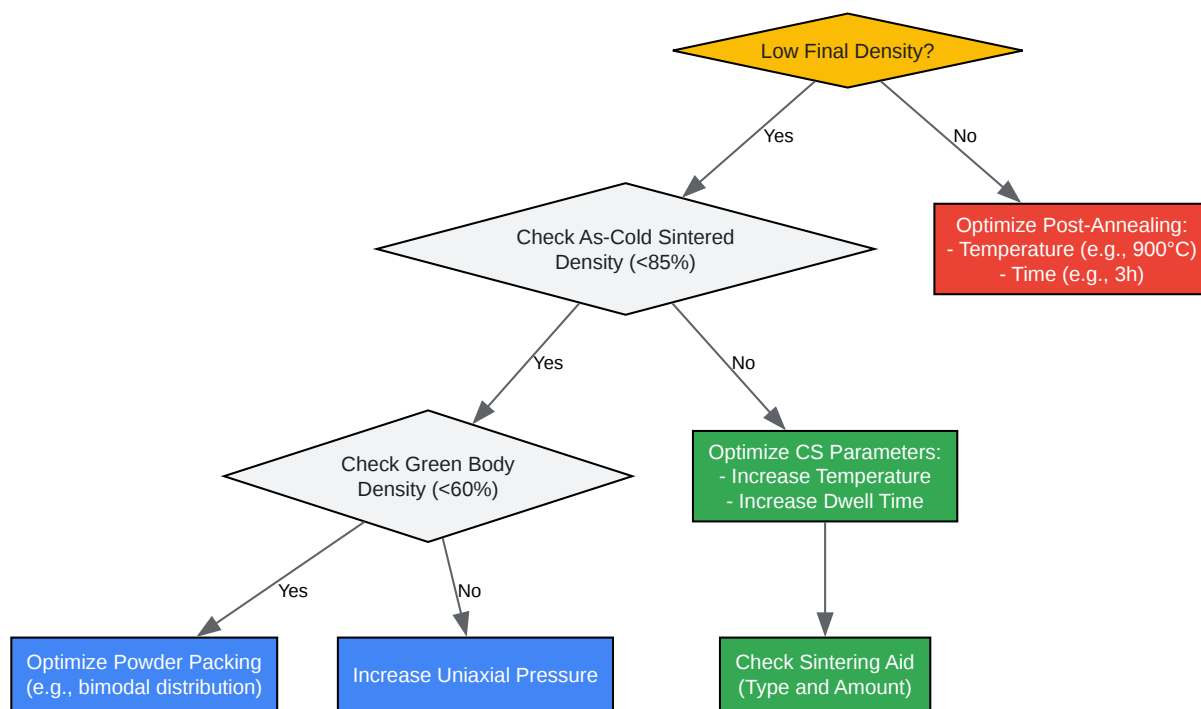 Low Final Density?
Yes
No
Check As-Cold Sintered
Density (<85%)
Optimize Post-Annealing:
- Temperature (e.g., 900°C)
- Time (e.g., 3h)
Yes
No
Check Green Body
Density (<60%)
Optimize CS Parameters:
- Increase Temperature
- Increase Dwell Time
Yes
No
Optimize Powder Packing
(e.g., bimodal distribution)
Increase Uniaxial Pressure
Check Sintering Aid
(Type and Amount)